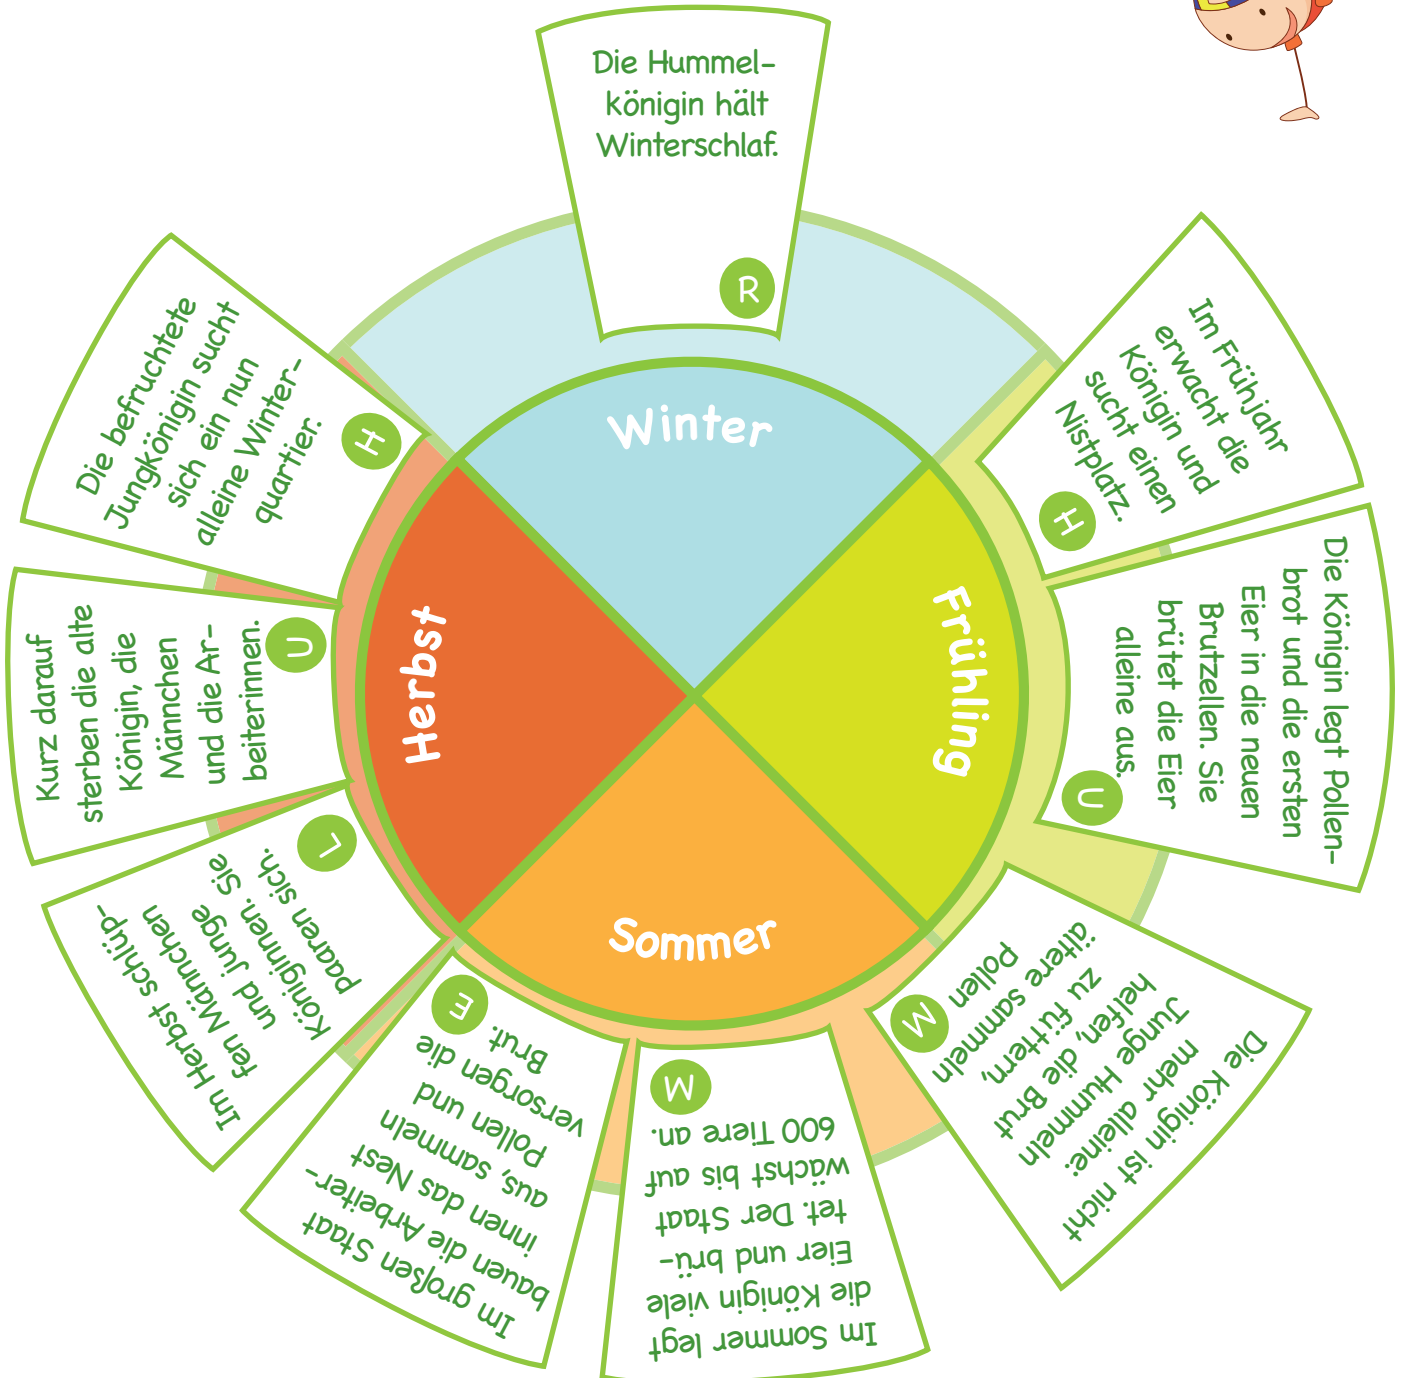 Die Hummel-
königin hält
Winterschlaf.
R
Im Frühjahr
erwacht die
Königin und
sucht einen
Nistplatz.
H
Die Königin legt Pollen-
brot und die ersten
Eier in die neuen
Brutzellen. Sie
brütet die Eier
alleine aus.
U
Die Königin ist nicht
mehr alleine:
Junge Hummeln
helfen, die Brut
zu füttern,
ältere sammeln
Pollen
M
Im Sommer legt
die Königin viele
Eier und brü-
tet. Der Staat
wächst bis auf
600 Tiere an.
M
Im großen Staat
bauen die Arbeiter-
innen das Nest
aus, sammeln
Pollen und
versorgen die
Brut.
E
Im Herbst schlüp-
fen Männchen
und junge
Königinnen. Sie
paaren sich.
L
Kurz darauf
sterben die alte
Königin, die
Männchen
und die Ar-
beiterinnen.
U
Die befruchtete
Jungkönigin sucht
sich ein nun
alleine Winter-
quartier.
H
Winter
Frühling
Sommer
Herbst